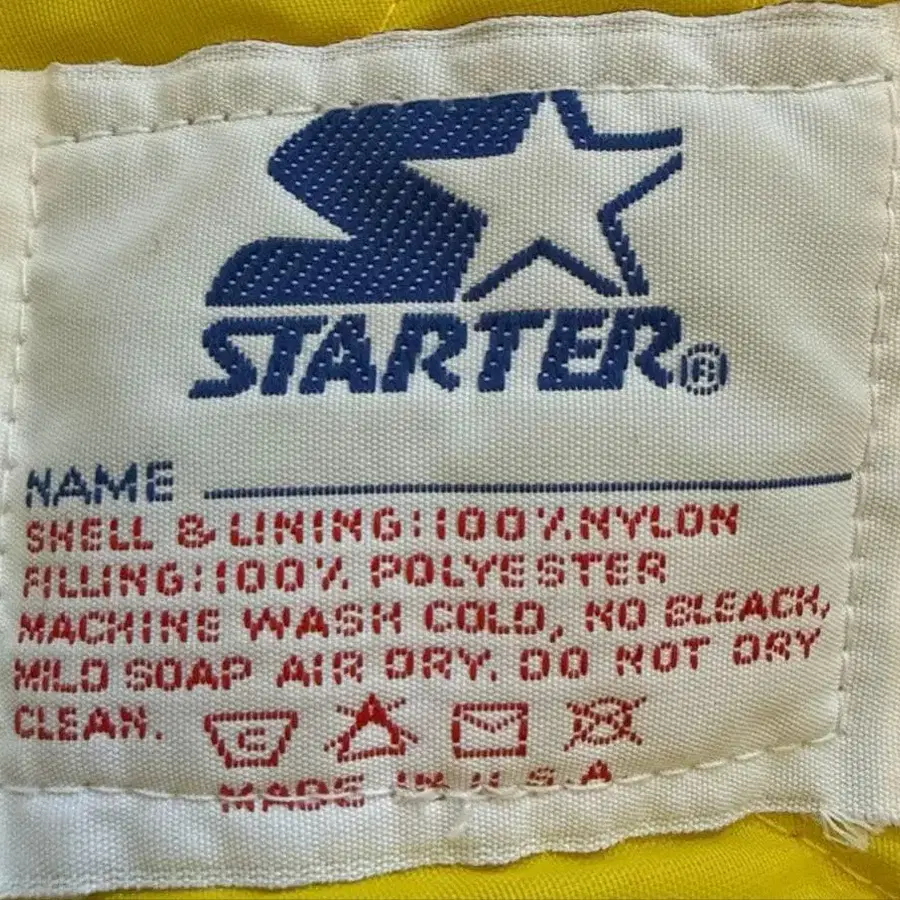 STARTER®
NAME
SHELL & LINING:100% NYLON
FILLING:100% POLYESTER
MACHINE WASH COLD, NO BLEACH,
MILD SOAP AIR DRY. DO NOT DRY
CLEAN.
C
MADE IN U.S.A.